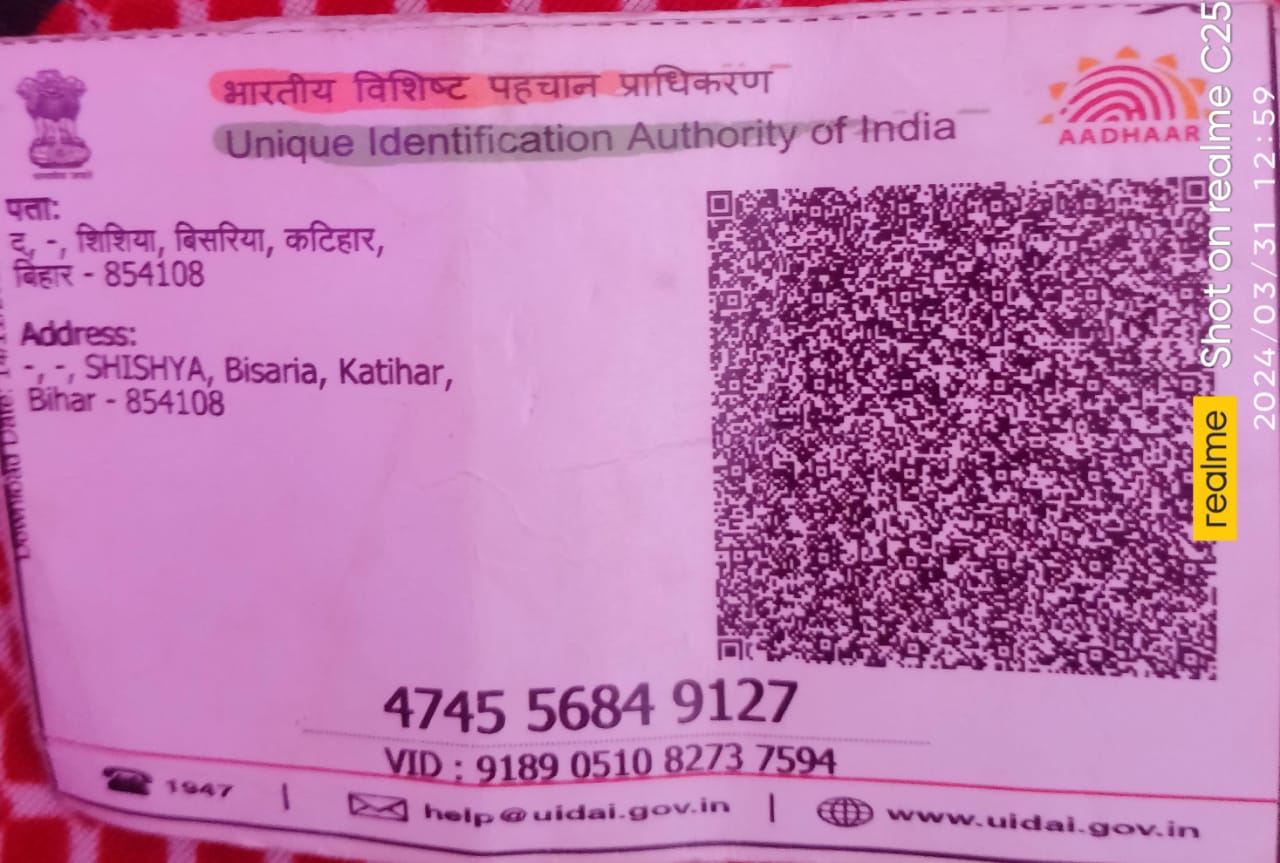 भारतीय विशिष्ट पहचान प्राधिकरण
Unique Identification Authority of India
AADHAAR
पता:
द, -, शिशिया, बिसरिया, कटिहार,
बिहार - 854108
Address:
-, -, SHISHYA, Bisaria, Katihar,
Bihar - 854108
4745 5684 9127
VID : 9189 0510 8273 7594
1947
help@uidai.gov.in
www.uidai.gov.in
realme
Shot on realme C25
2024/03/31 12:59